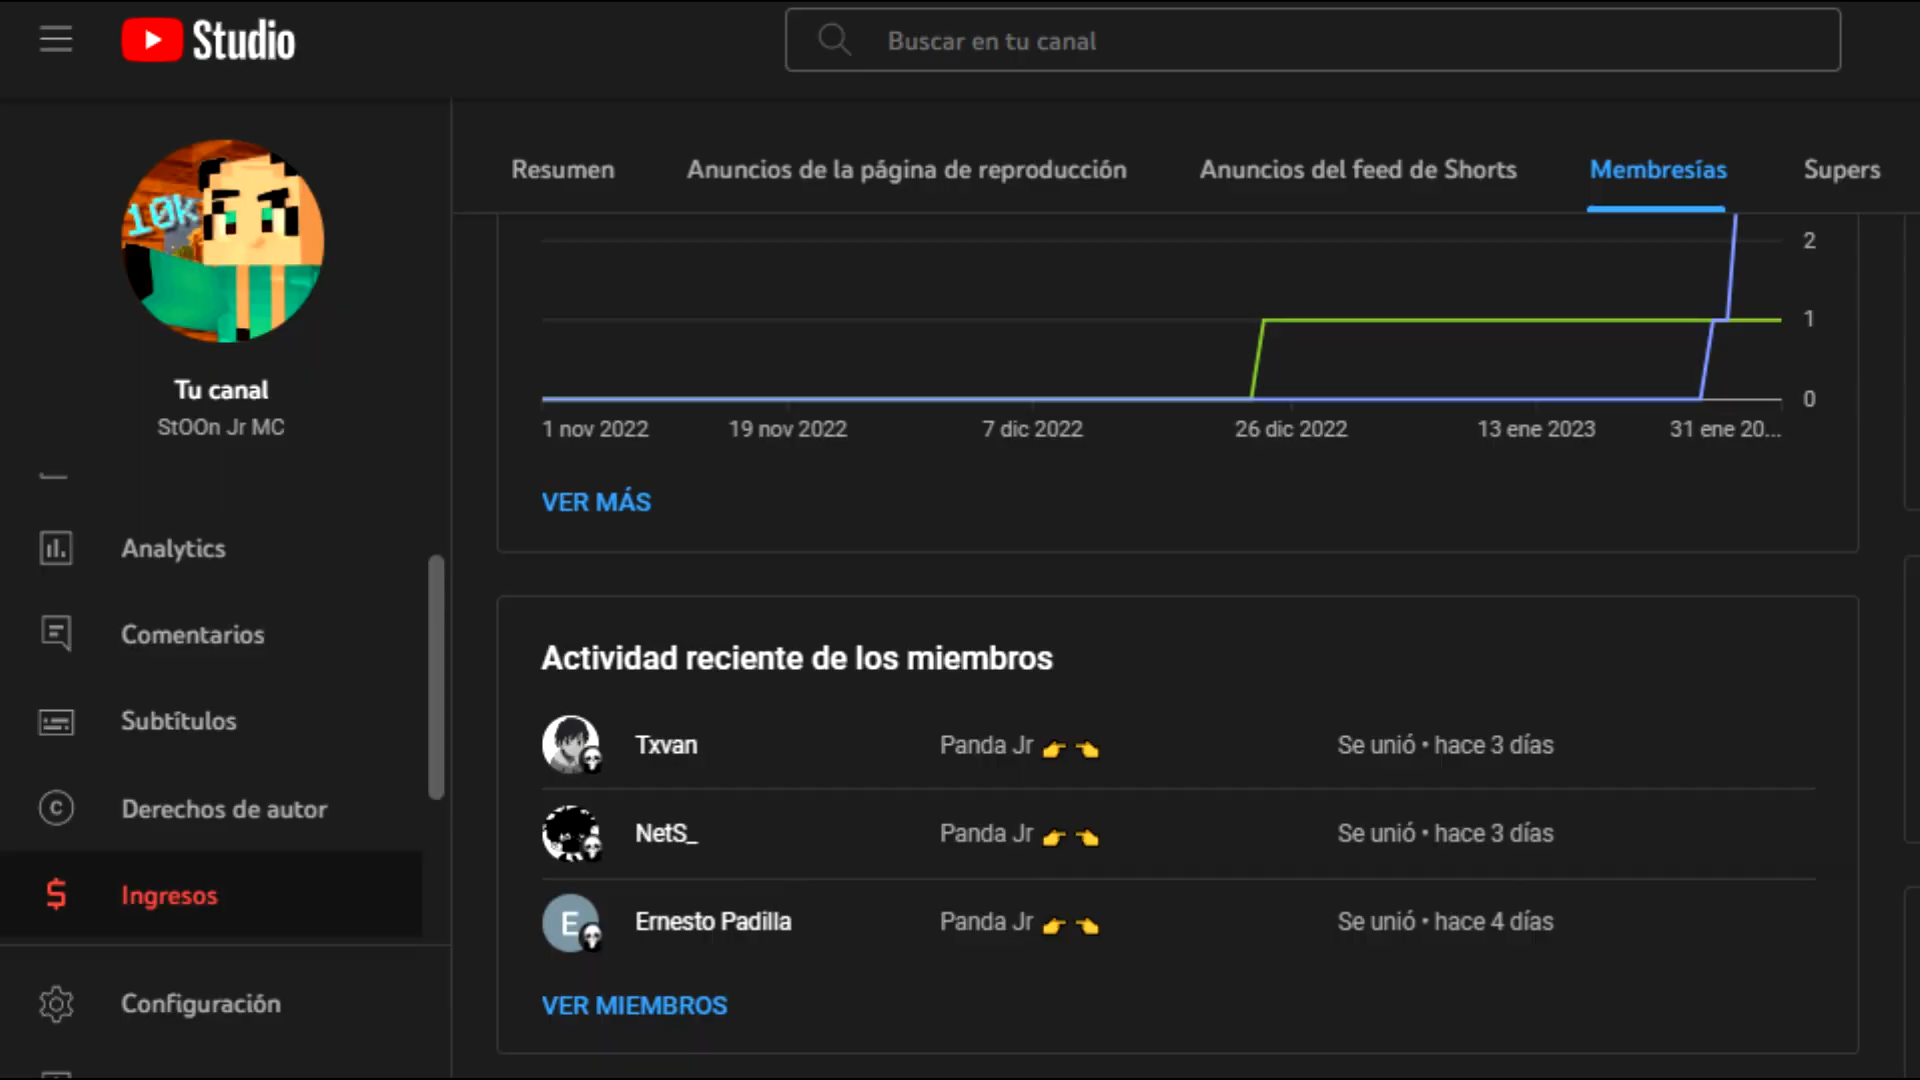 Studio
Buscar en tu canal
10k
Tu canal
StOOn Jr MC
Analytics
Comentarios
Subtítulos
Derechos de autor
Ingresos
Configuración
Resumen
Anuncios de la página de reproducción
Anuncios del feed de Shorts
Membresías
Supers
2
1
0
1 nov 2022
19 nov 2022
7 dic 2022
26 dic 2022
13 ene 2023
31 ene 20...
VER MÁS
Actividad reciente de los miembros
Txvan Panda Jr 👉👈 Se unió • hace 3 días
NetS_ Panda Jr 👉👈 Se unió • hace 3 días
E Ernesto Padilla Panda Jr 👉👈 Se unió • hace 4 días
VER MIEMBROS